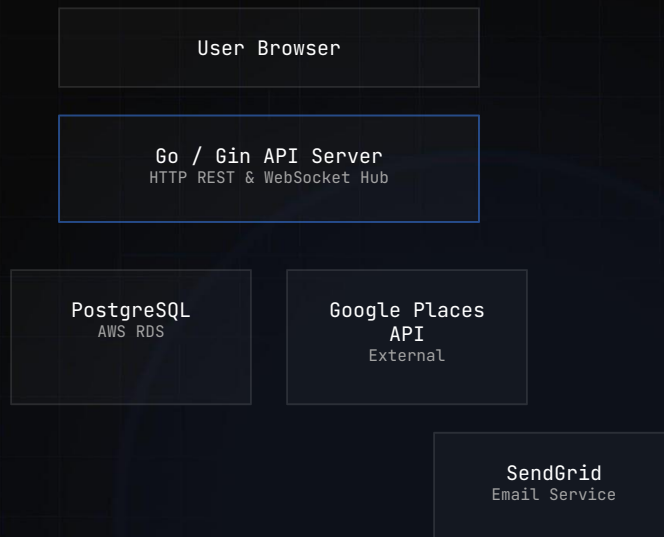 User Browser
Go / Gin API Server
HTTP REST & WebSocket Hub
PostgreSQL
AWS RDS
Google Places
API
External
SendGrid
Email Service